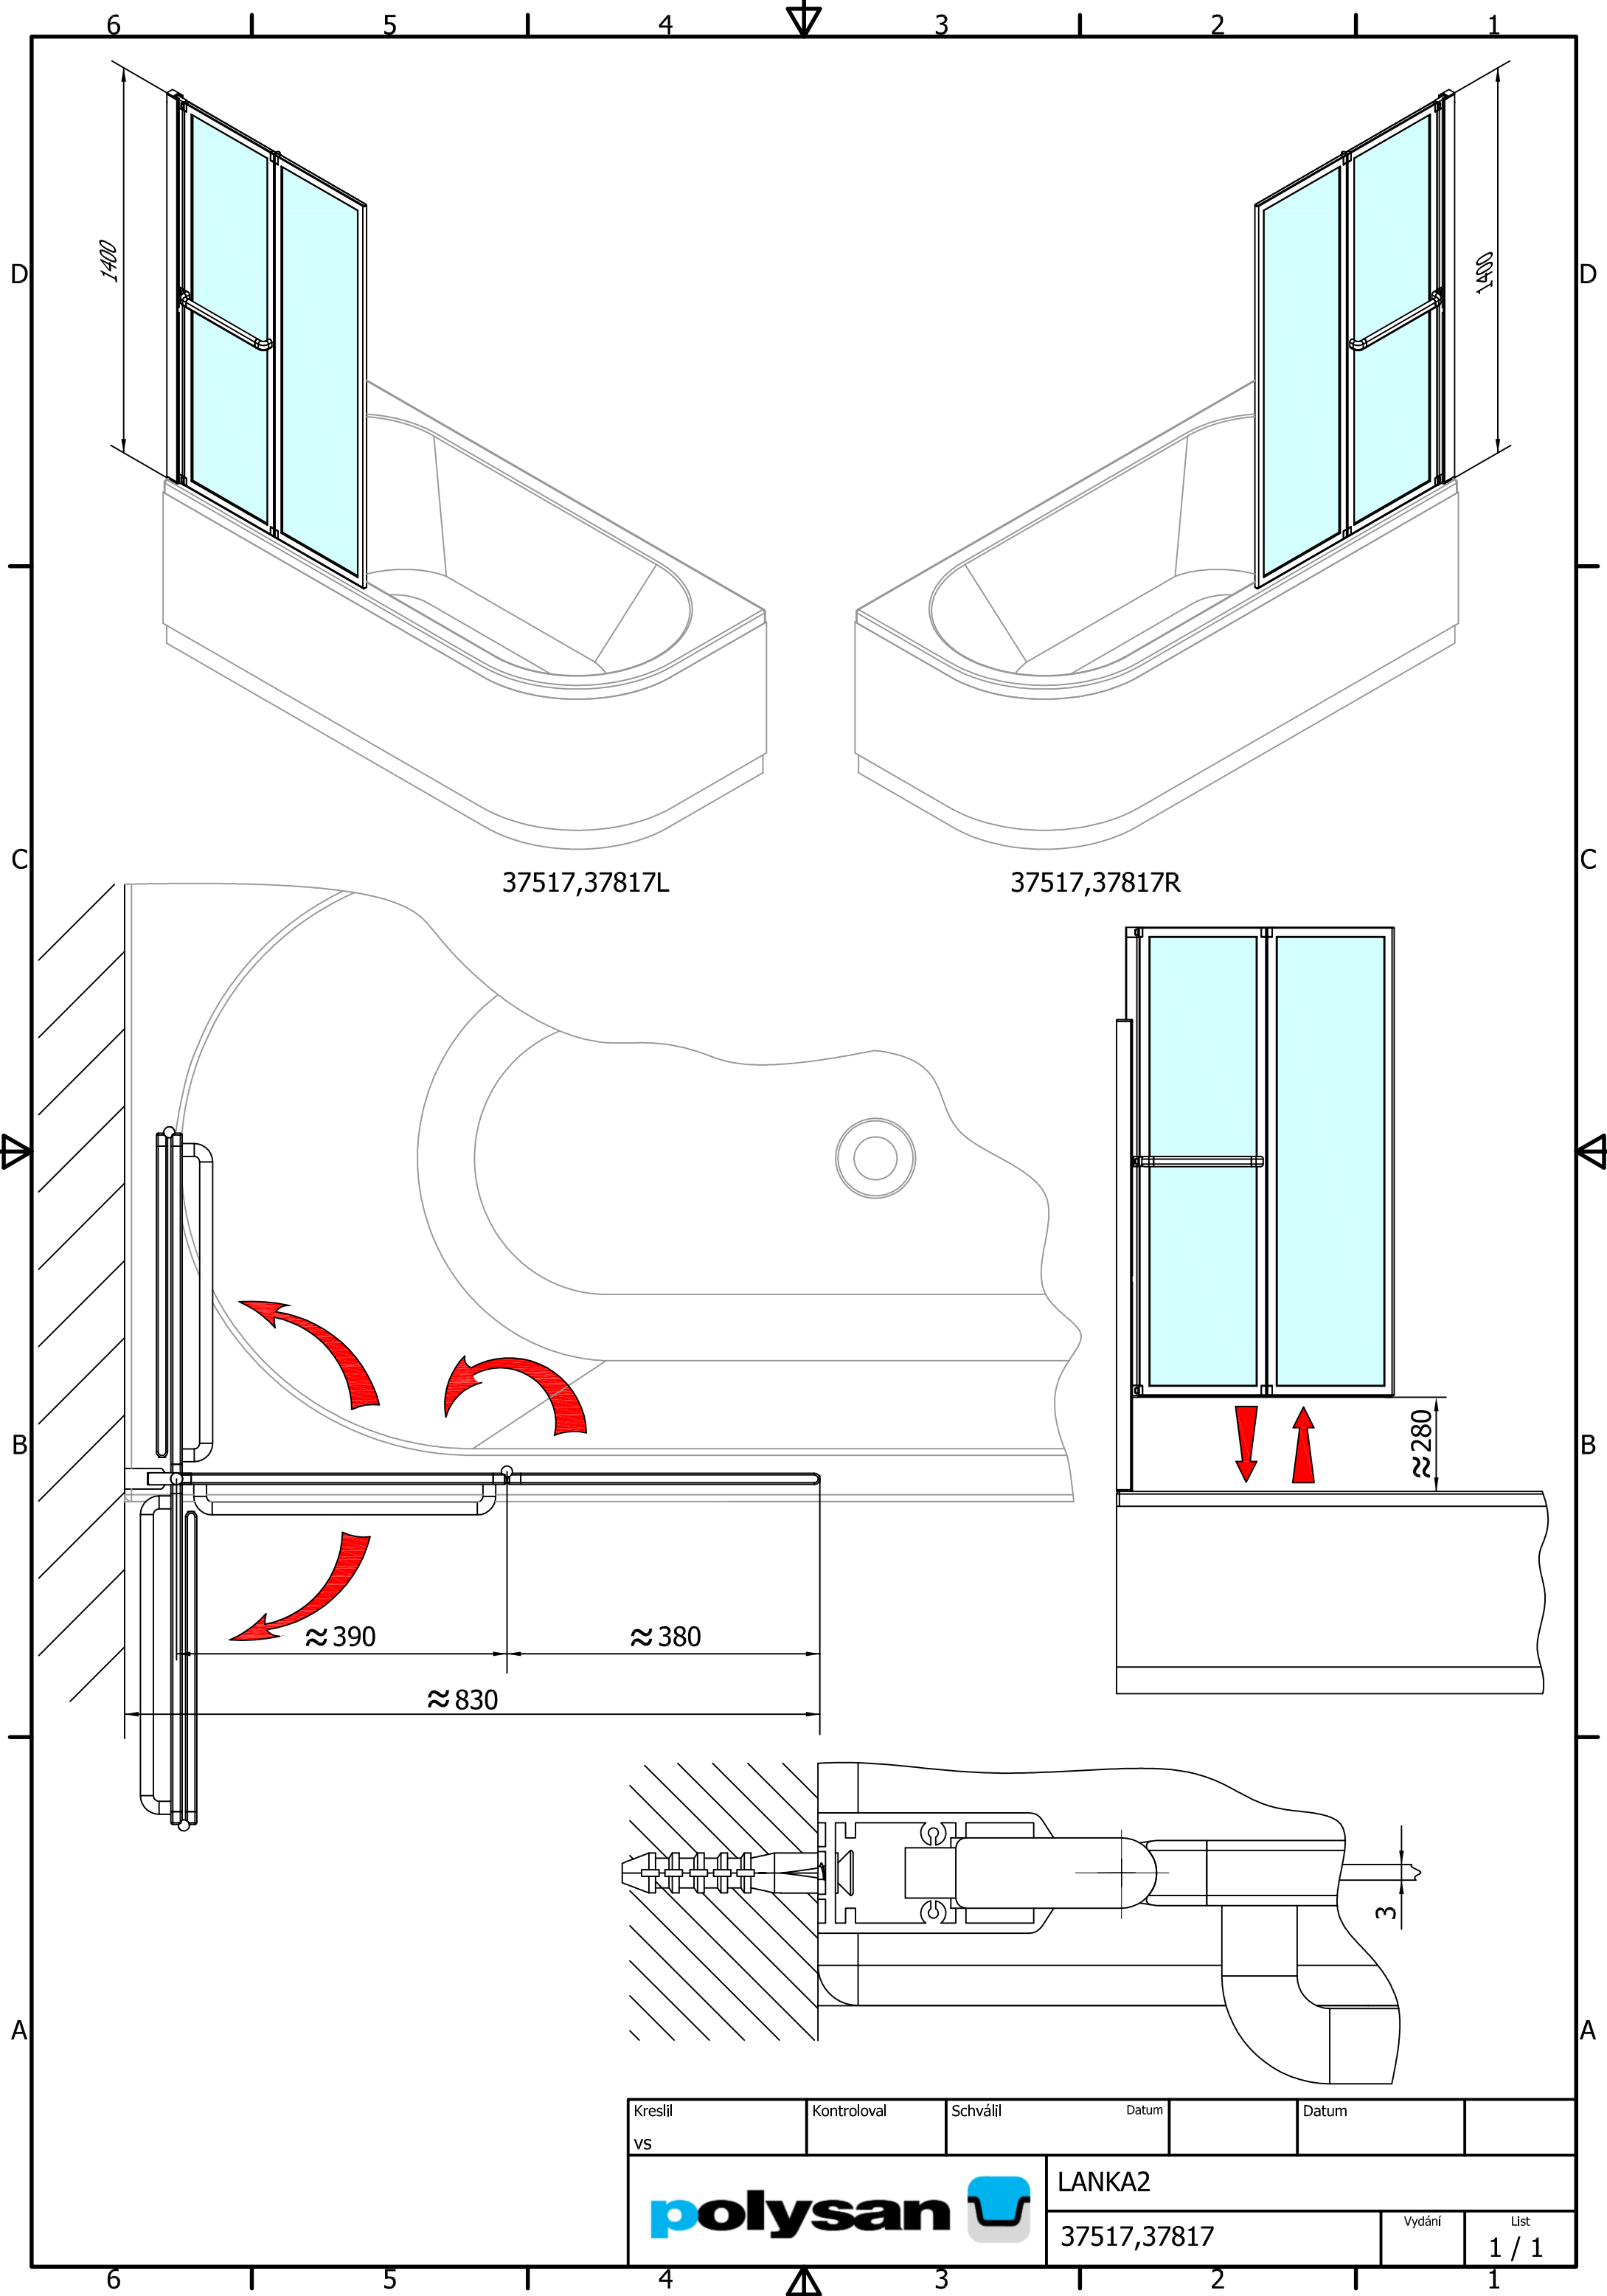 6 5 4 3 2 1
1400
1400
D D
C C
37517,37817L 37517,37817R
≈280
B B
≈390 ≈380
≈830
3
A A
Kreslil Kontroloval Schválil Datum Datum
vs
LANKA2
polysan
37517,37817 Vydání List
1 / 1
6 5 4 3 2 1